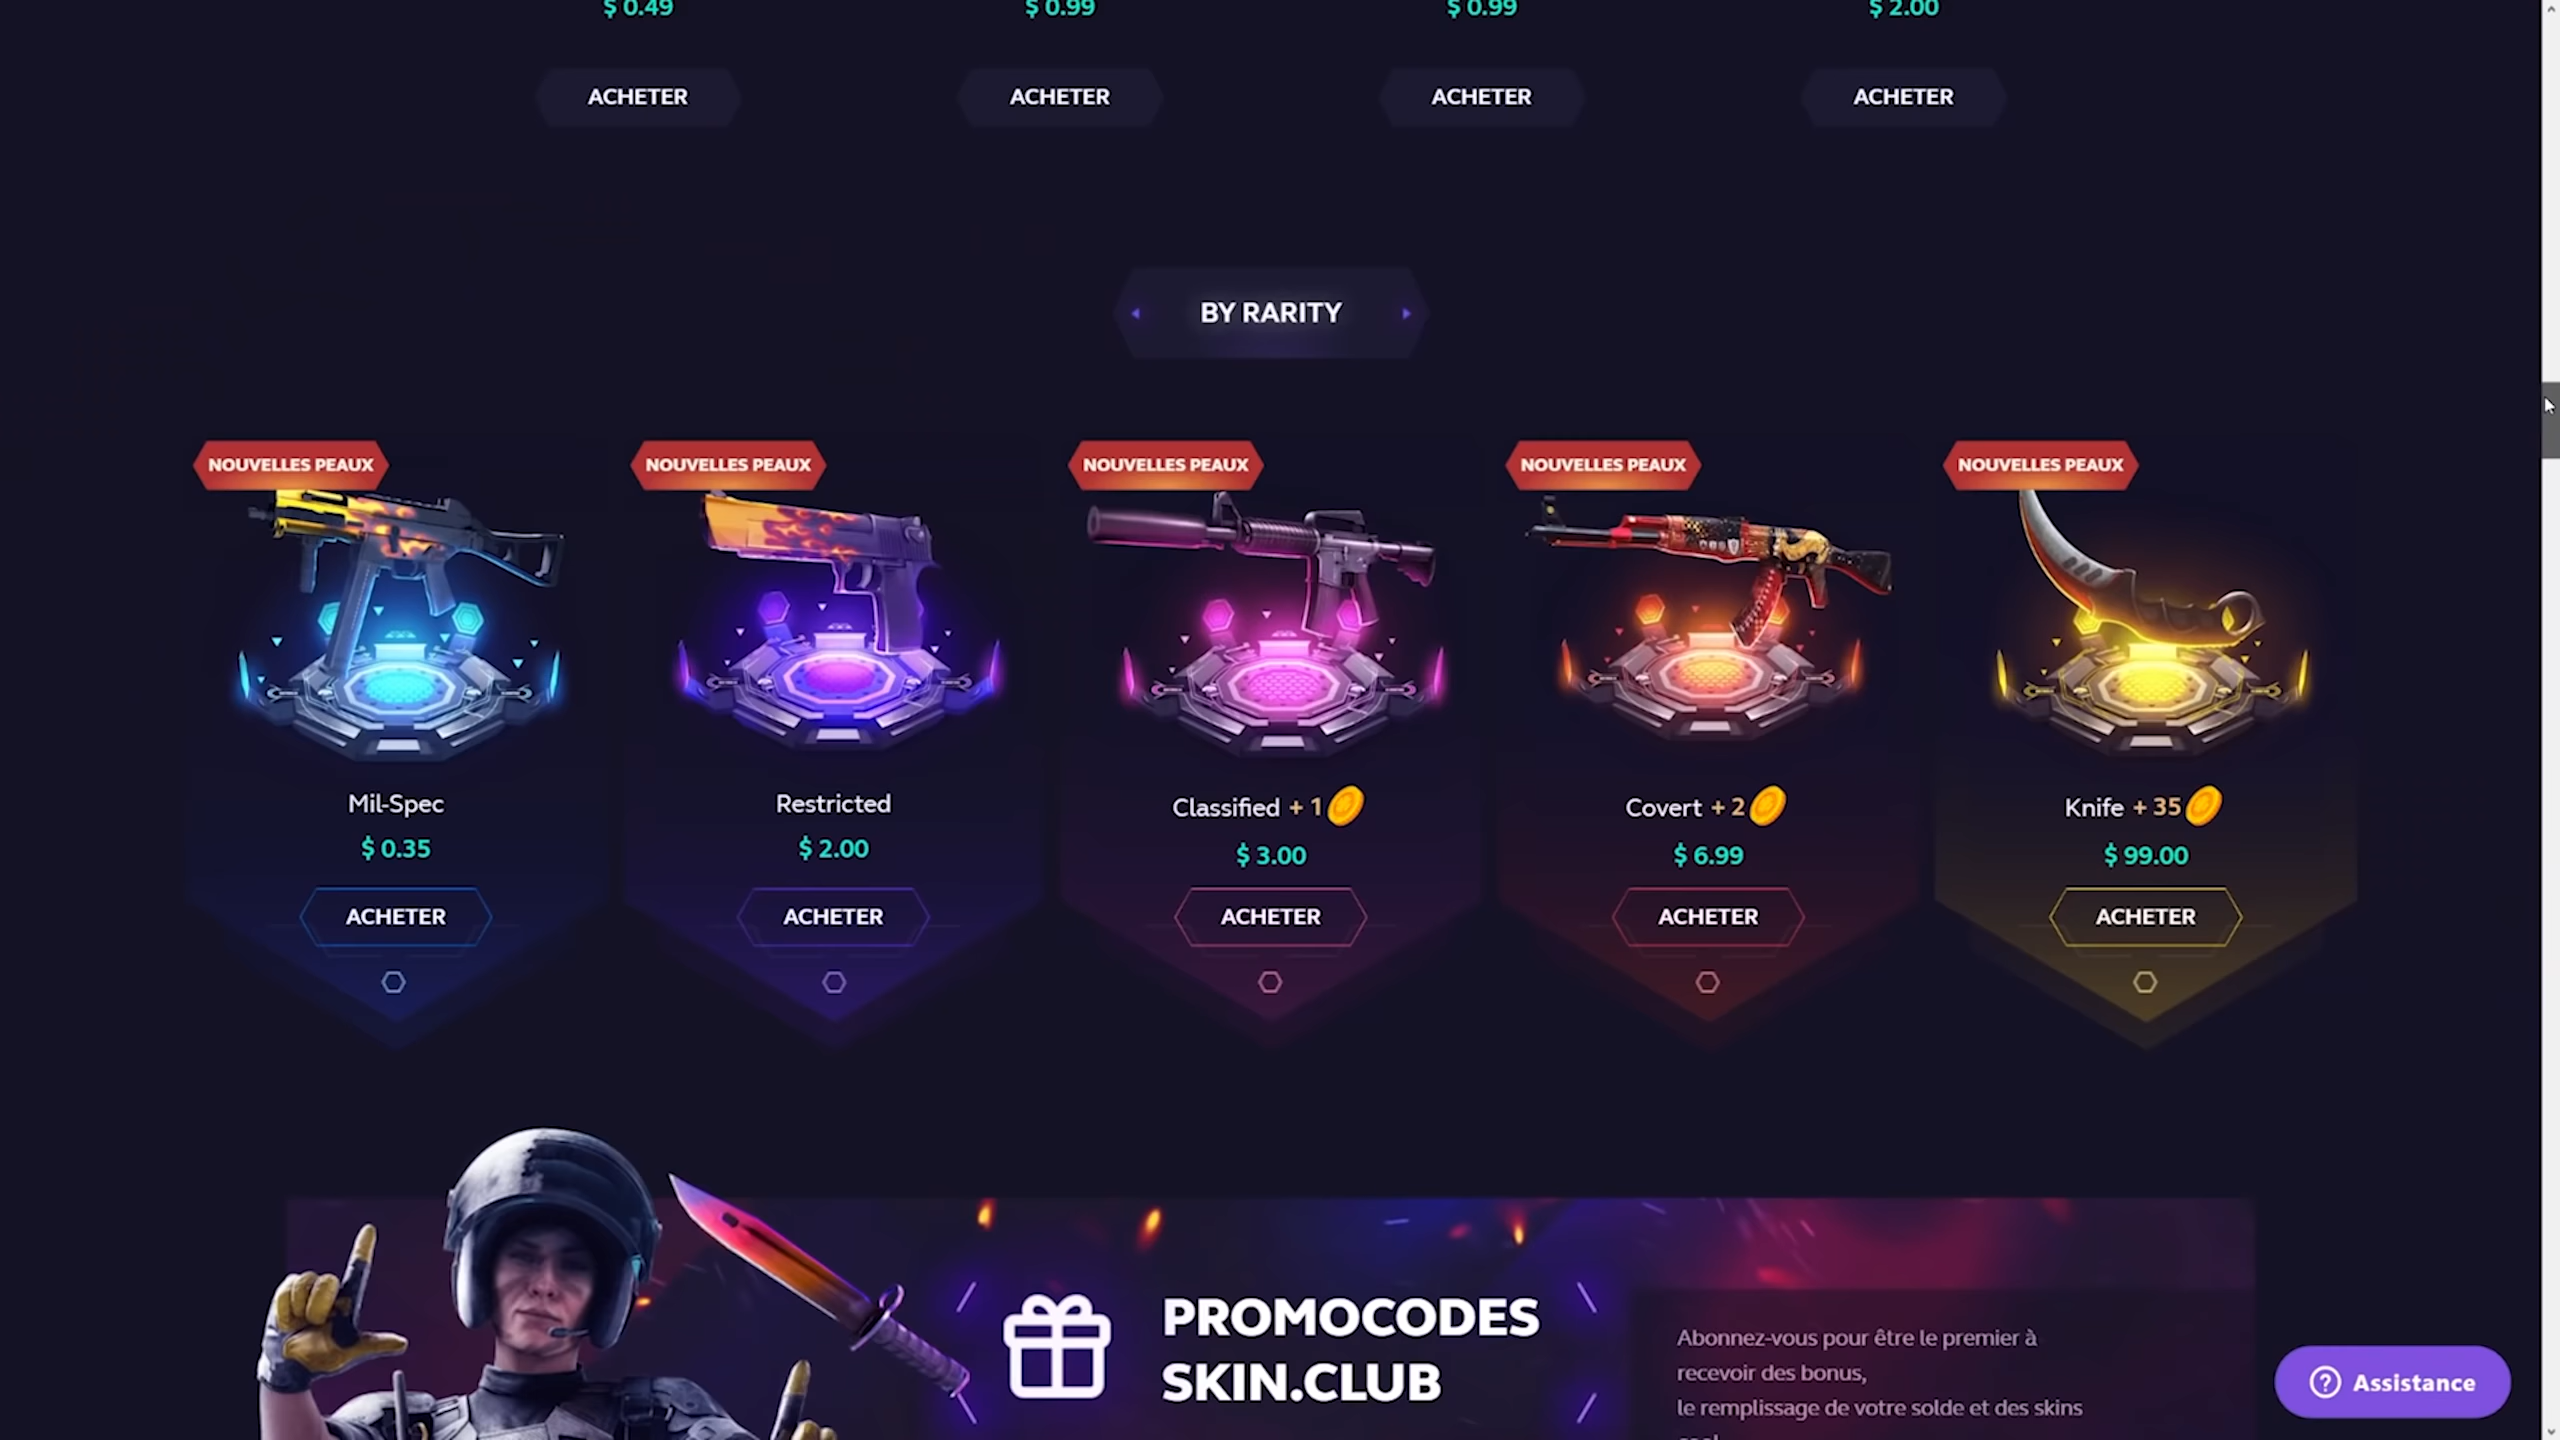 $ 0.49
$ 0.99
$ 0.99
$ 2.00
ACHETER
ACHETER
ACHETER
ACHETER
BY RARITY
NOUVELLES PEAUX
NOUVELLES PEAUX
NOUVELLES PEAUX
NOUVELLES PEAUX
NOUVELLES PEAUX
Mil-Spec
$ 0.35
ACHETER
Restricted
$ 2.00
ACHETER
Classified + 1
$ 3.00
ACHETER
Covert + 2
$ 6.99
ACHETER
Knife + 35
$ 99.00
ACHETER
PROMOCODES
SKIN.CLUB
Abonnez-vous pour être le premier à
recevoir des bonus,
le remplissage de votre solde et des skins
Assistance